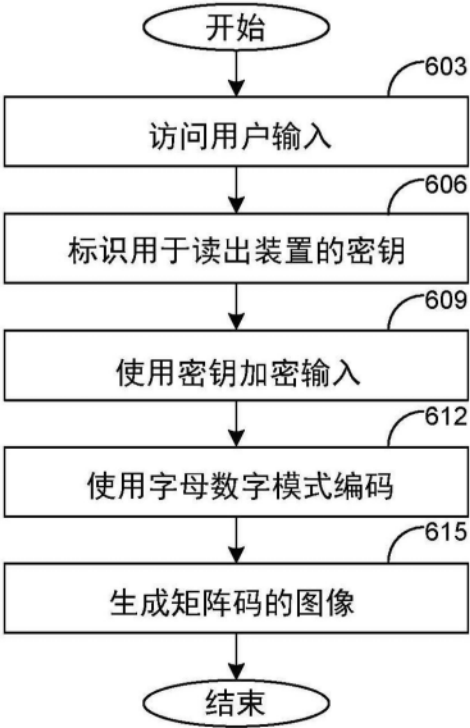 开始
603
访问用户输入
606
标识用于读出装置的密钥
609
使用密钥加密输入
612
使用字母数字模式编码
615
生成矩阵码的图像
结束